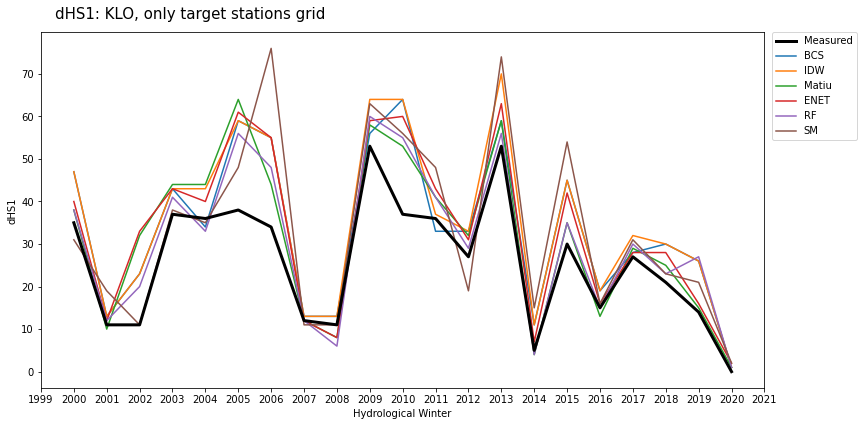 dHS1: KLO, only target stations grid
Measured
BCS
IDW
Matiu
ENET
RF
SM
dHS1
70
60
50
40
30
20
10
0
1999 2000 2001 2002 2003 2004 2005 2006 2007 2008 2009 2010 2011 2012 2013 2014 2015 2016 2017 2018 2019 2020 2021
Hydrological Winter